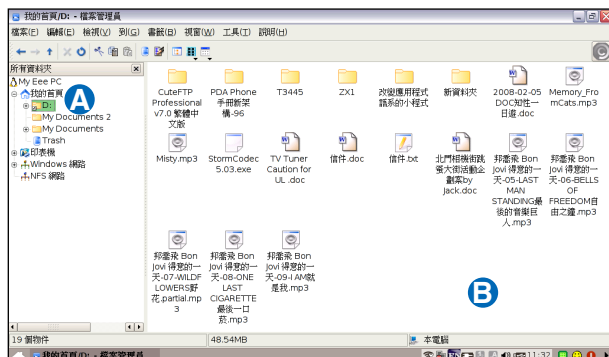 我的首頁/D: - 檔案管理員
檔案(F) 編輯(E) 檢視(V) 到(G) 書籤(B) 視窗(W) 工具(T) 說明(H)
所有資料夾
My Eee PC
我的首頁
D:
My Documents 2
My Documents
Trash
印表機
Windows 網路
NFS 網路
A
CuteFTP
Professional
v7.0 繁體中
文版
PDA Phone
手冊新架
構-96
T3445
ZX1
改變應用程式
語系的小程式
新資料夾
2008-02-05
DOC知性一
日遊.doc
Memory_Fro
mCats.mp3
Misty.mp3
StormCodec
5.03.exe
TV Tuner
Caution for
UL .doc
信件.doc
信件.txt
北門相機街跳
蚤大街活動企
劃案by
Jack.doc
邦喬飛 Bon
Jovi 得意的一
天-05-LAST
MAN
STANDING最
後的音樂巨
人.mp3
邦喬飛 Bon
Jovi 得意的一
天-06-BELLS
OF
FREEDOM自
由之鐘.mp3
邦喬飛 Bon
Jovi 得意的一
天-07-WILDF
LOWERS野
花.partial.mp
3
邦喬飛 Bon
Jovi 得意的一
天-08-ONE
LAST
CIGARETTE
最後一口
菸.mp3
邦喬飛 Bon
Jovi 得意的一
天-09-I AM就
是我.mp3
B
19 個物件
48.54MB
本電腦
我的首頁/D: - 檔案管理員
11:32